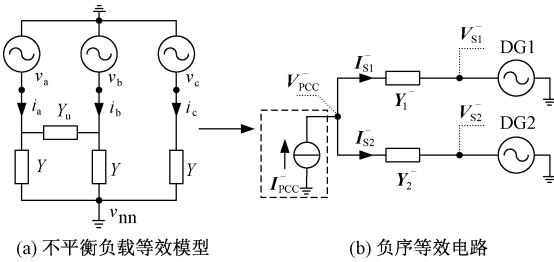 v_a
v_b
v_c
i_a
Y_u
i_b
i_c
Y
Y
Y
v_nn
(a) 不平衡负载等效模型
V⁻_PCC
I⁻_PCC
I⁻_S1
Y⁻_1
V⁻_S1
DG1
I⁻_S2
Y⁻_2
V⁻_S2
DG2
(b) 负序等效电路